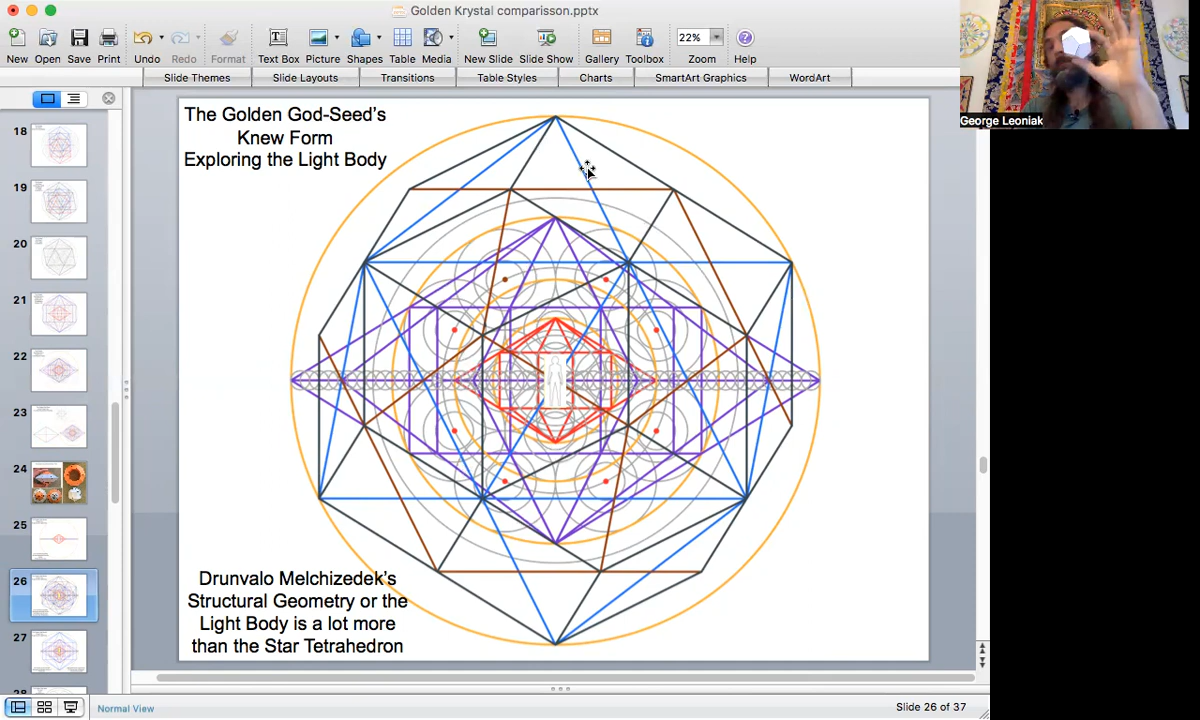 Golden Krystal comparisson.pptx
New Open Save Print Undo Redo Format Text Box Picture Shapes Table Media New Slide Slide Show Gallery Toolbox Zoom Help
22%
Slide Themes Slide Layouts Transitions Table Styles Charts SmartArt Graphics WordArt
George Leoniak
18
19
20
21
22
23
24
25
26
27
The Golden God-Seed's
Knew Form
Exploring the Light Body
Drunvalo Melchizedek's
Structural Geometry or the
Light Body is a lot more
than the Star Tetrahedron
Normal View
Slide 26 of 37